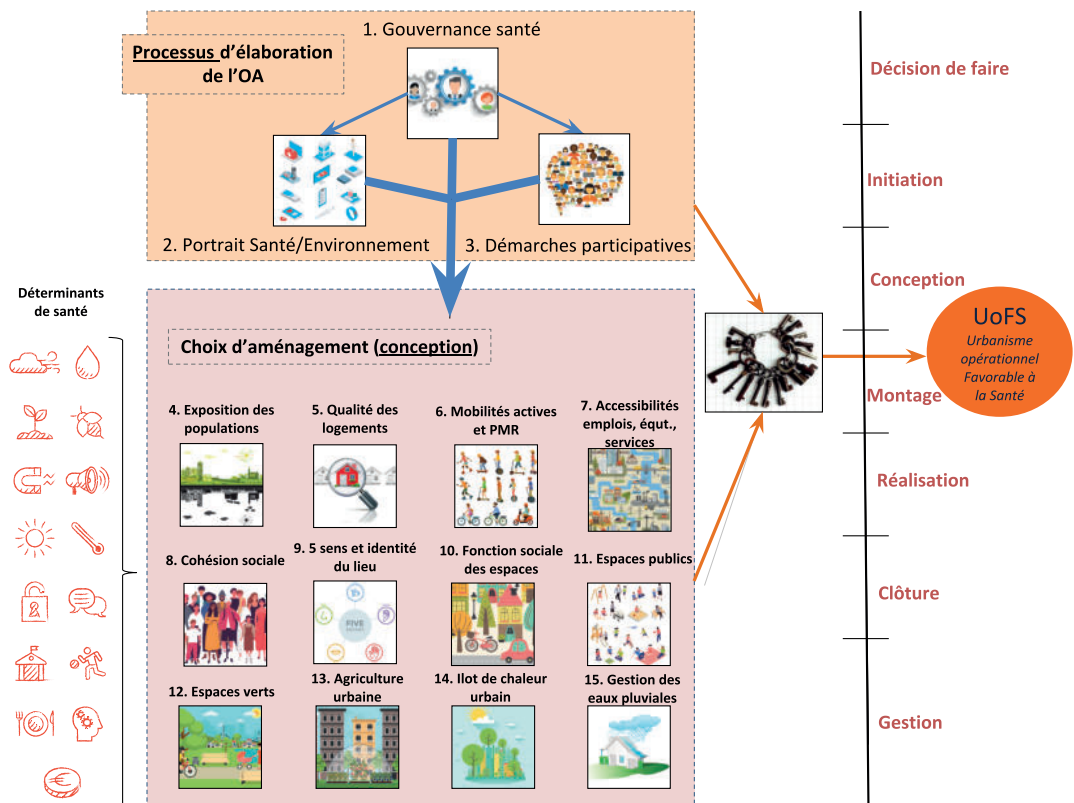 Processus d'élaboration
de l'OA
1. Gouvernance santé
2. Portrait Santé/Environnement
3. Démarches participatives
Déterminants
de santé
Choix d'aménagement (conception)
4. Exposition des
populations
5. Qualité des
logements
6. Mobilités actives
et PMR
7. Accessibilités
emplois, équt.,
services
8. Cohésion sociale
9. 5 sens et identité
du lieu
FIVE
10. Fonction sociale
des espaces
11. Espaces publics
12. Espaces verts
13. Agriculture
urbaine
14. Ilot de chaleur
urbain
15. Gestion des
eaux pluviales
Décision de faire
Initiation
Conception
Montage
Réalisation
Clôture
Gestion
UoFS
Urbanisme
opérationnel
Favorable à
la Santé